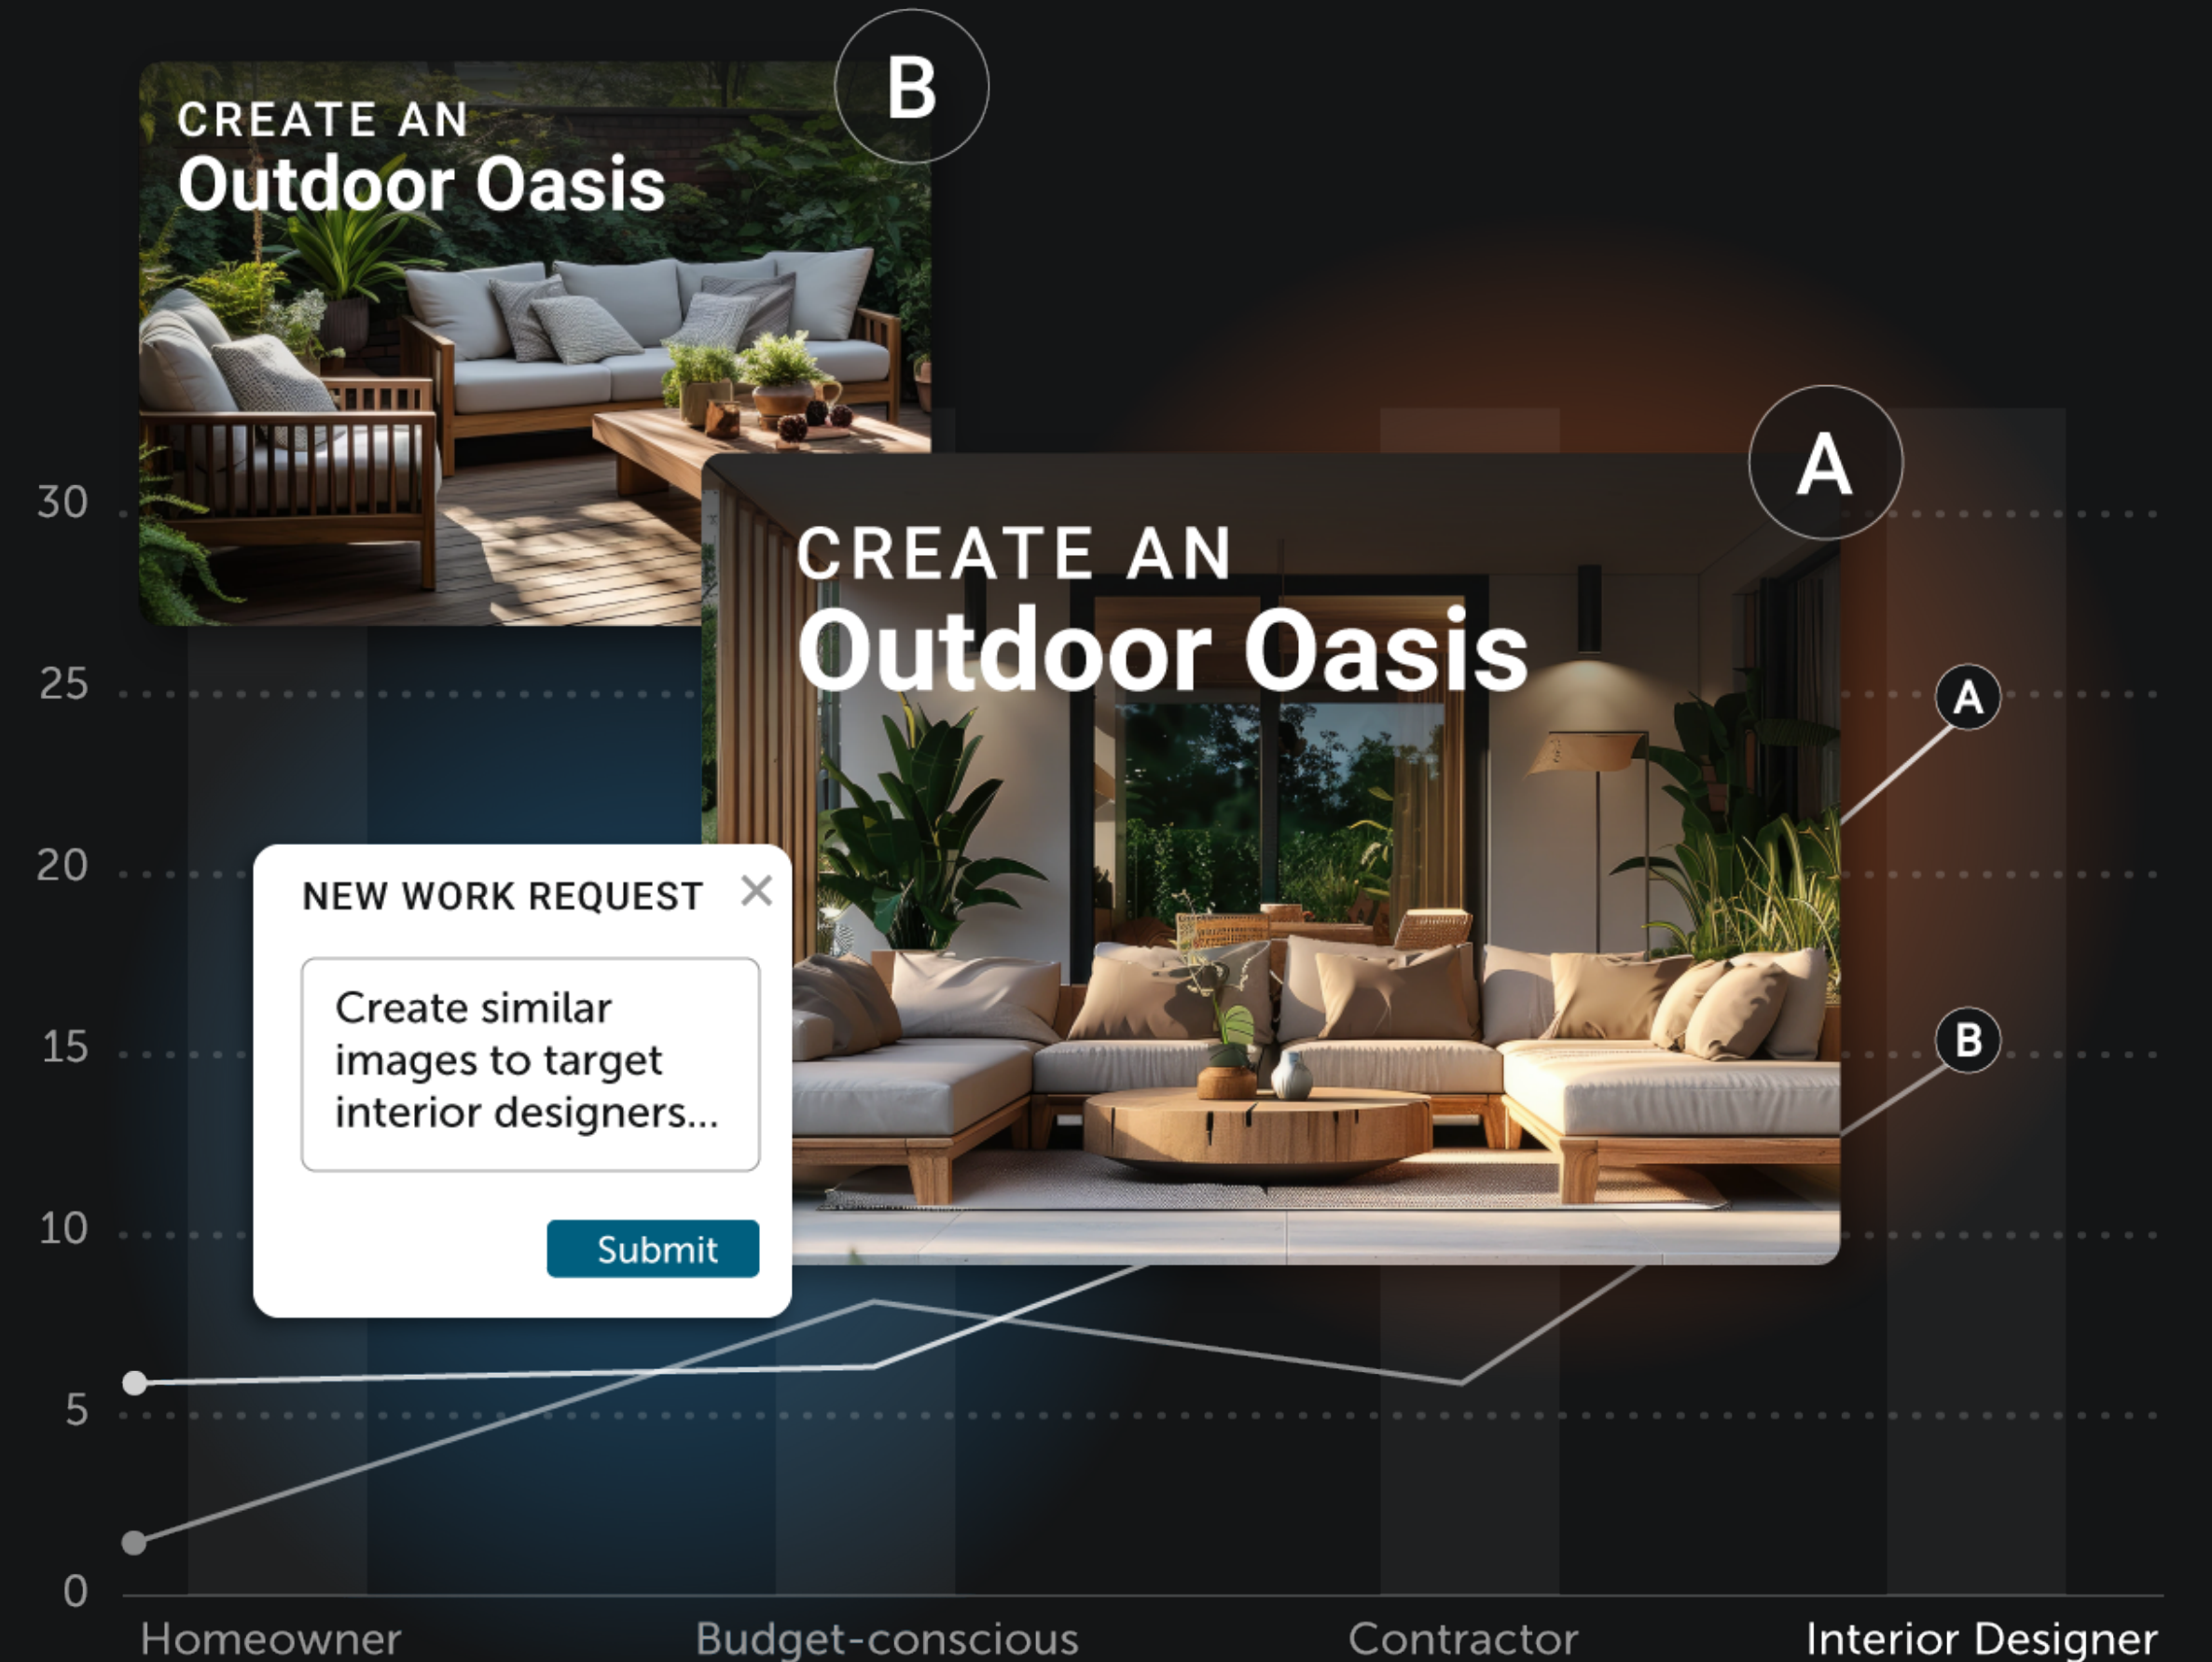 B
CREATE AN
Outdoor Oasis
A
CREATE AN
Outdoor Oasis
30
25
20
15
10
5
0
A
B
NEW WORK REQUEST
Create similar
images to target
interior designers...
Submit
Homeowner
Budget-conscious
Contractor
Interior Designer